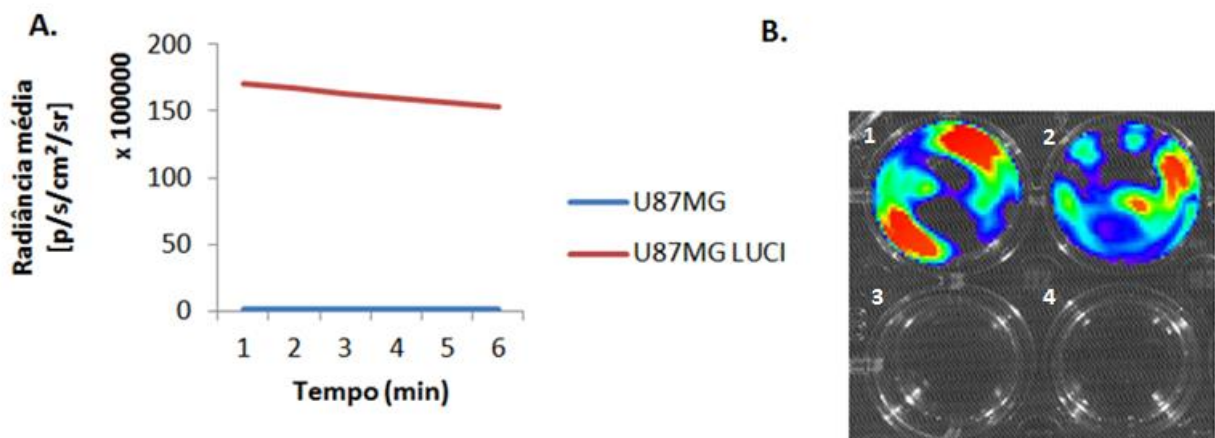 A.
Radiância média
[p/s/cm²/sr]
x 100000
200
150
100
50
0
1 2 3 4 5 6
Tempo (min)
U87MG
U87MG LUCI
B.
1
2
3
4